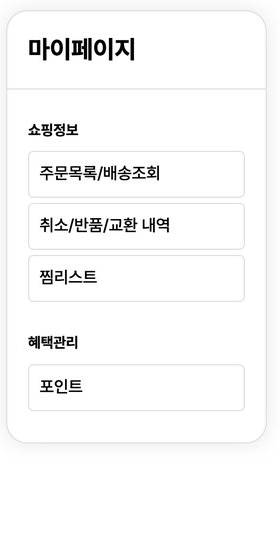 마이페이지
쇼핑정보
주문목록/배송조회
취소/반품/교환 내역
찜리스트
혜택관리
포인트